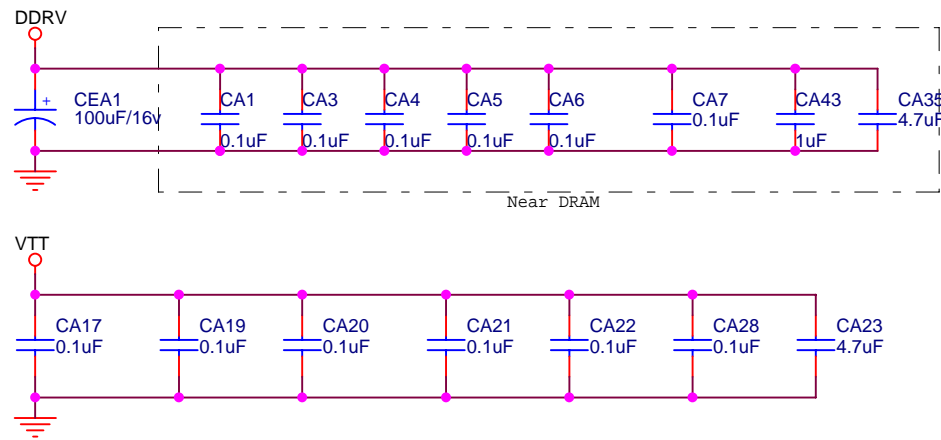 DDRV
+
CEA1
100uF/16v
CA1
0.1uF
CA3
0.1uF
CA4
0.1uF
CA5
0.1uF
CA6
0.1uF
CA7
0.1uF
CA43
1uF
CA35
4.7uF
Near DRAM
VTT
CA17
0.1uF
CA19
0.1uF
CA20
0.1uF
CA21
0.1uF
CA22
0.1uF
CA28
0.1uF
CA23
4.7uF